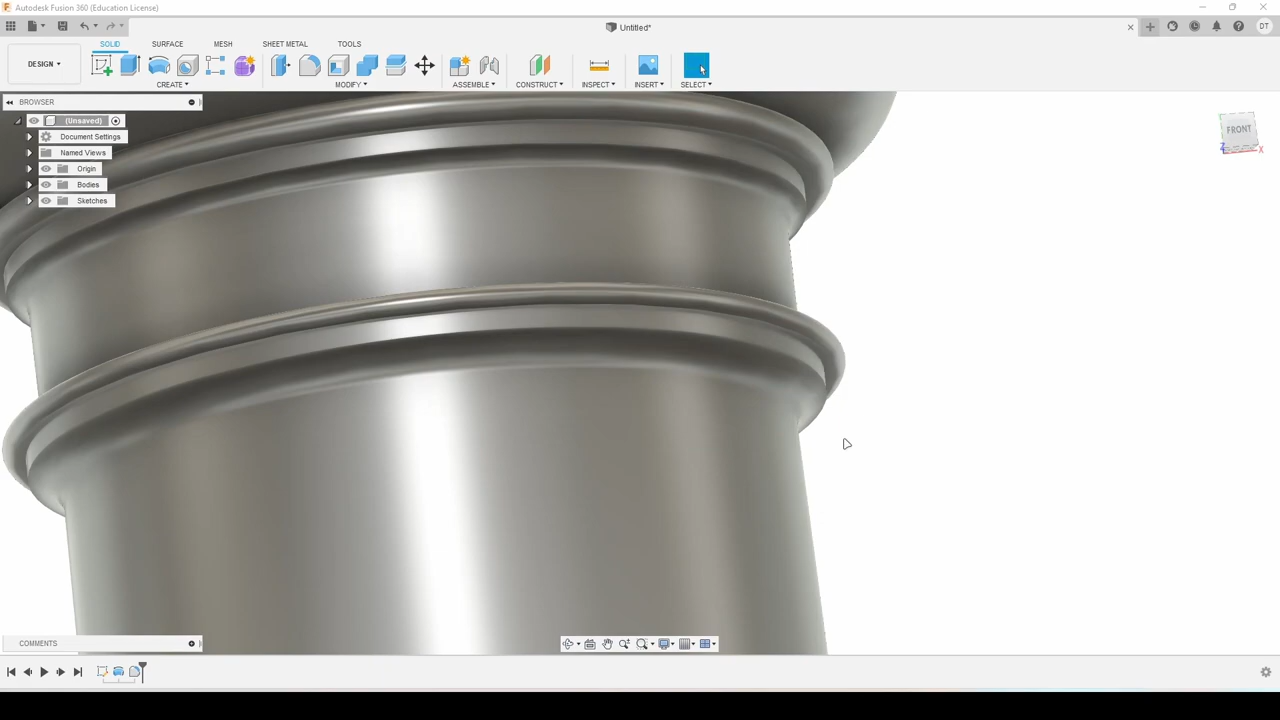 Autodesk Fusion 360 (Education License)
Untitled*
DT
DESIGN
SOLID SURFACE MESH SHEET METAL TOOLS
CREATE MODIFY ASSEMBLE CONSTRUCT INSPECT INSERT SELECT
BROWSER
(Unsaved)
Document Settings
Named Views
Origin
Bodies
Sketches
FRONT
Z
X
COMMENTS